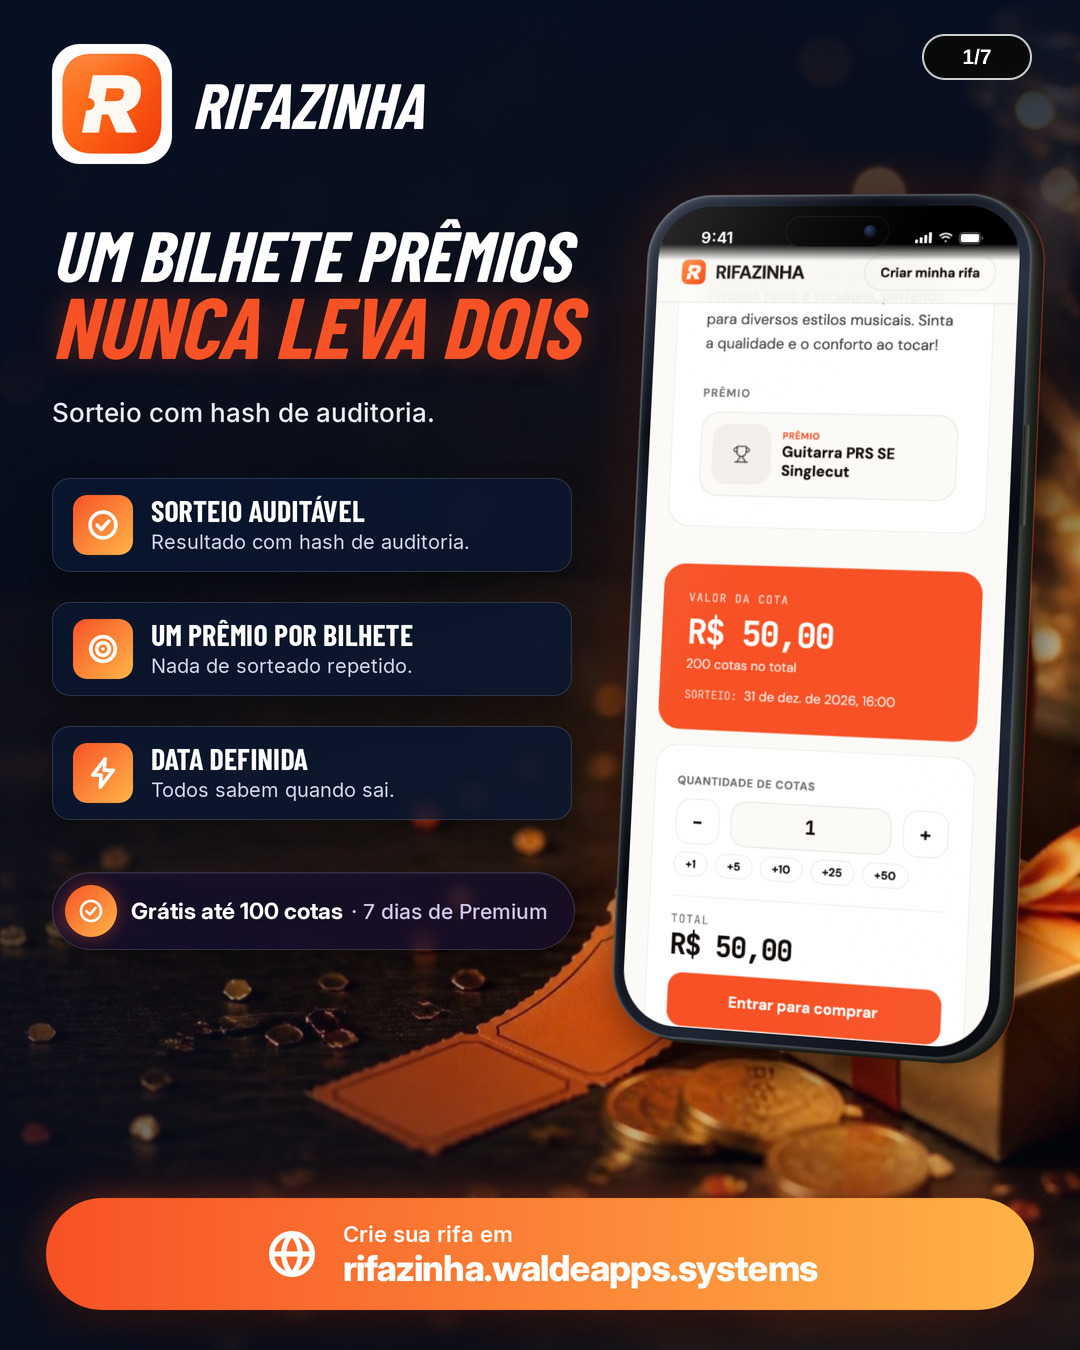 RIFAZINHA
1/7
UM BILHETE PRÊMIOS
NUNCA LEVA DOIS
Sorteio com hash de auditoria.
SORTEIO AUDITÁVEL
Resultado com hash de auditoria.
UM PRÊMIO POR BILHETE
Nada de sorteado repetido.
DATA DEFINIDA
Todos sabem quando sai.
Grátis até 100 cotas · 7 dias de Premium
9:41
RIFAZINHA
Criar minha rifa
para diversos estilos musicais. Sinta
a qualidade e o conforto ao tocar!
PRÊMIO
PRÊMIO
Guitarra PRS SE
Singlecut
VALOR DA COTA
R$ 50,00
200 cotas no total
SORTEIO: 31 de dez. de 2026, 16:00
QUANTIDADE DE COTAS
- 1 +
+1 +5 +10 +25 +50
TOTAL
R$ 50,00
Entrar para comprar
Crie sua rifa em
rifazinha.waldeapps.systems